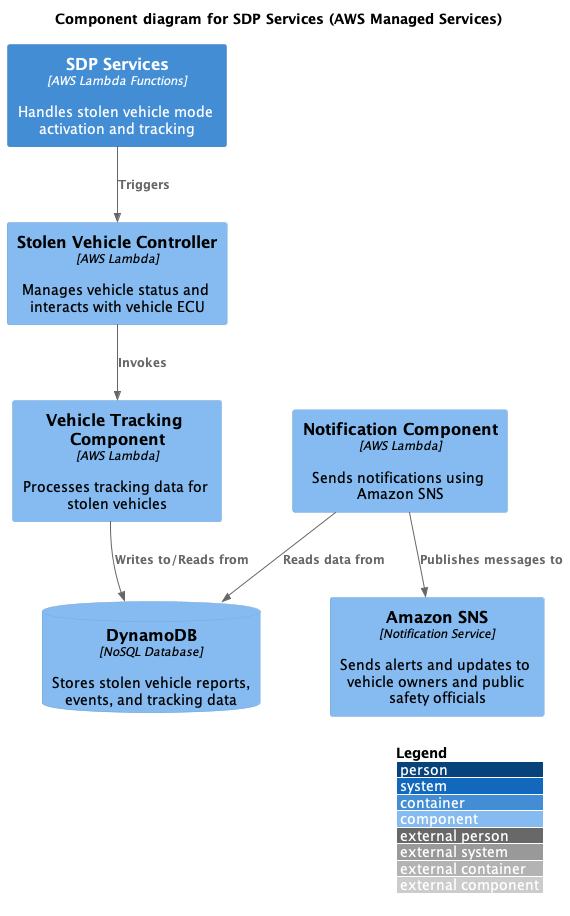 Component diagram for SDP Services (AWS Managed Services)
SDP Services
[AWS Lambda Functions]
Handles stolen vehicle mode
activation and tracking
Triggers
Stolen Vehicle Controller
[AWS Lambda]
Manages vehicle status and
interacts with vehicle ECU
Invokes
Vehicle Tracking
Component
[AWS Lambda]
Processes tracking data for
stolen vehicles
Notification Component
[AWS Lambda]
Sends notifications using
Amazon SNS
Writes to/Reads from
Reads data from
Publishes messages to
DynamoDB
[NoSQL Database]
Stores stolen vehicle reports,
events, and tracking data
Amazon SNS
[Notification Service]
Sends alerts and updates to
vehicle owners and public
safety officials
Legend
person
system
container
component
external person
external system
external container
external component